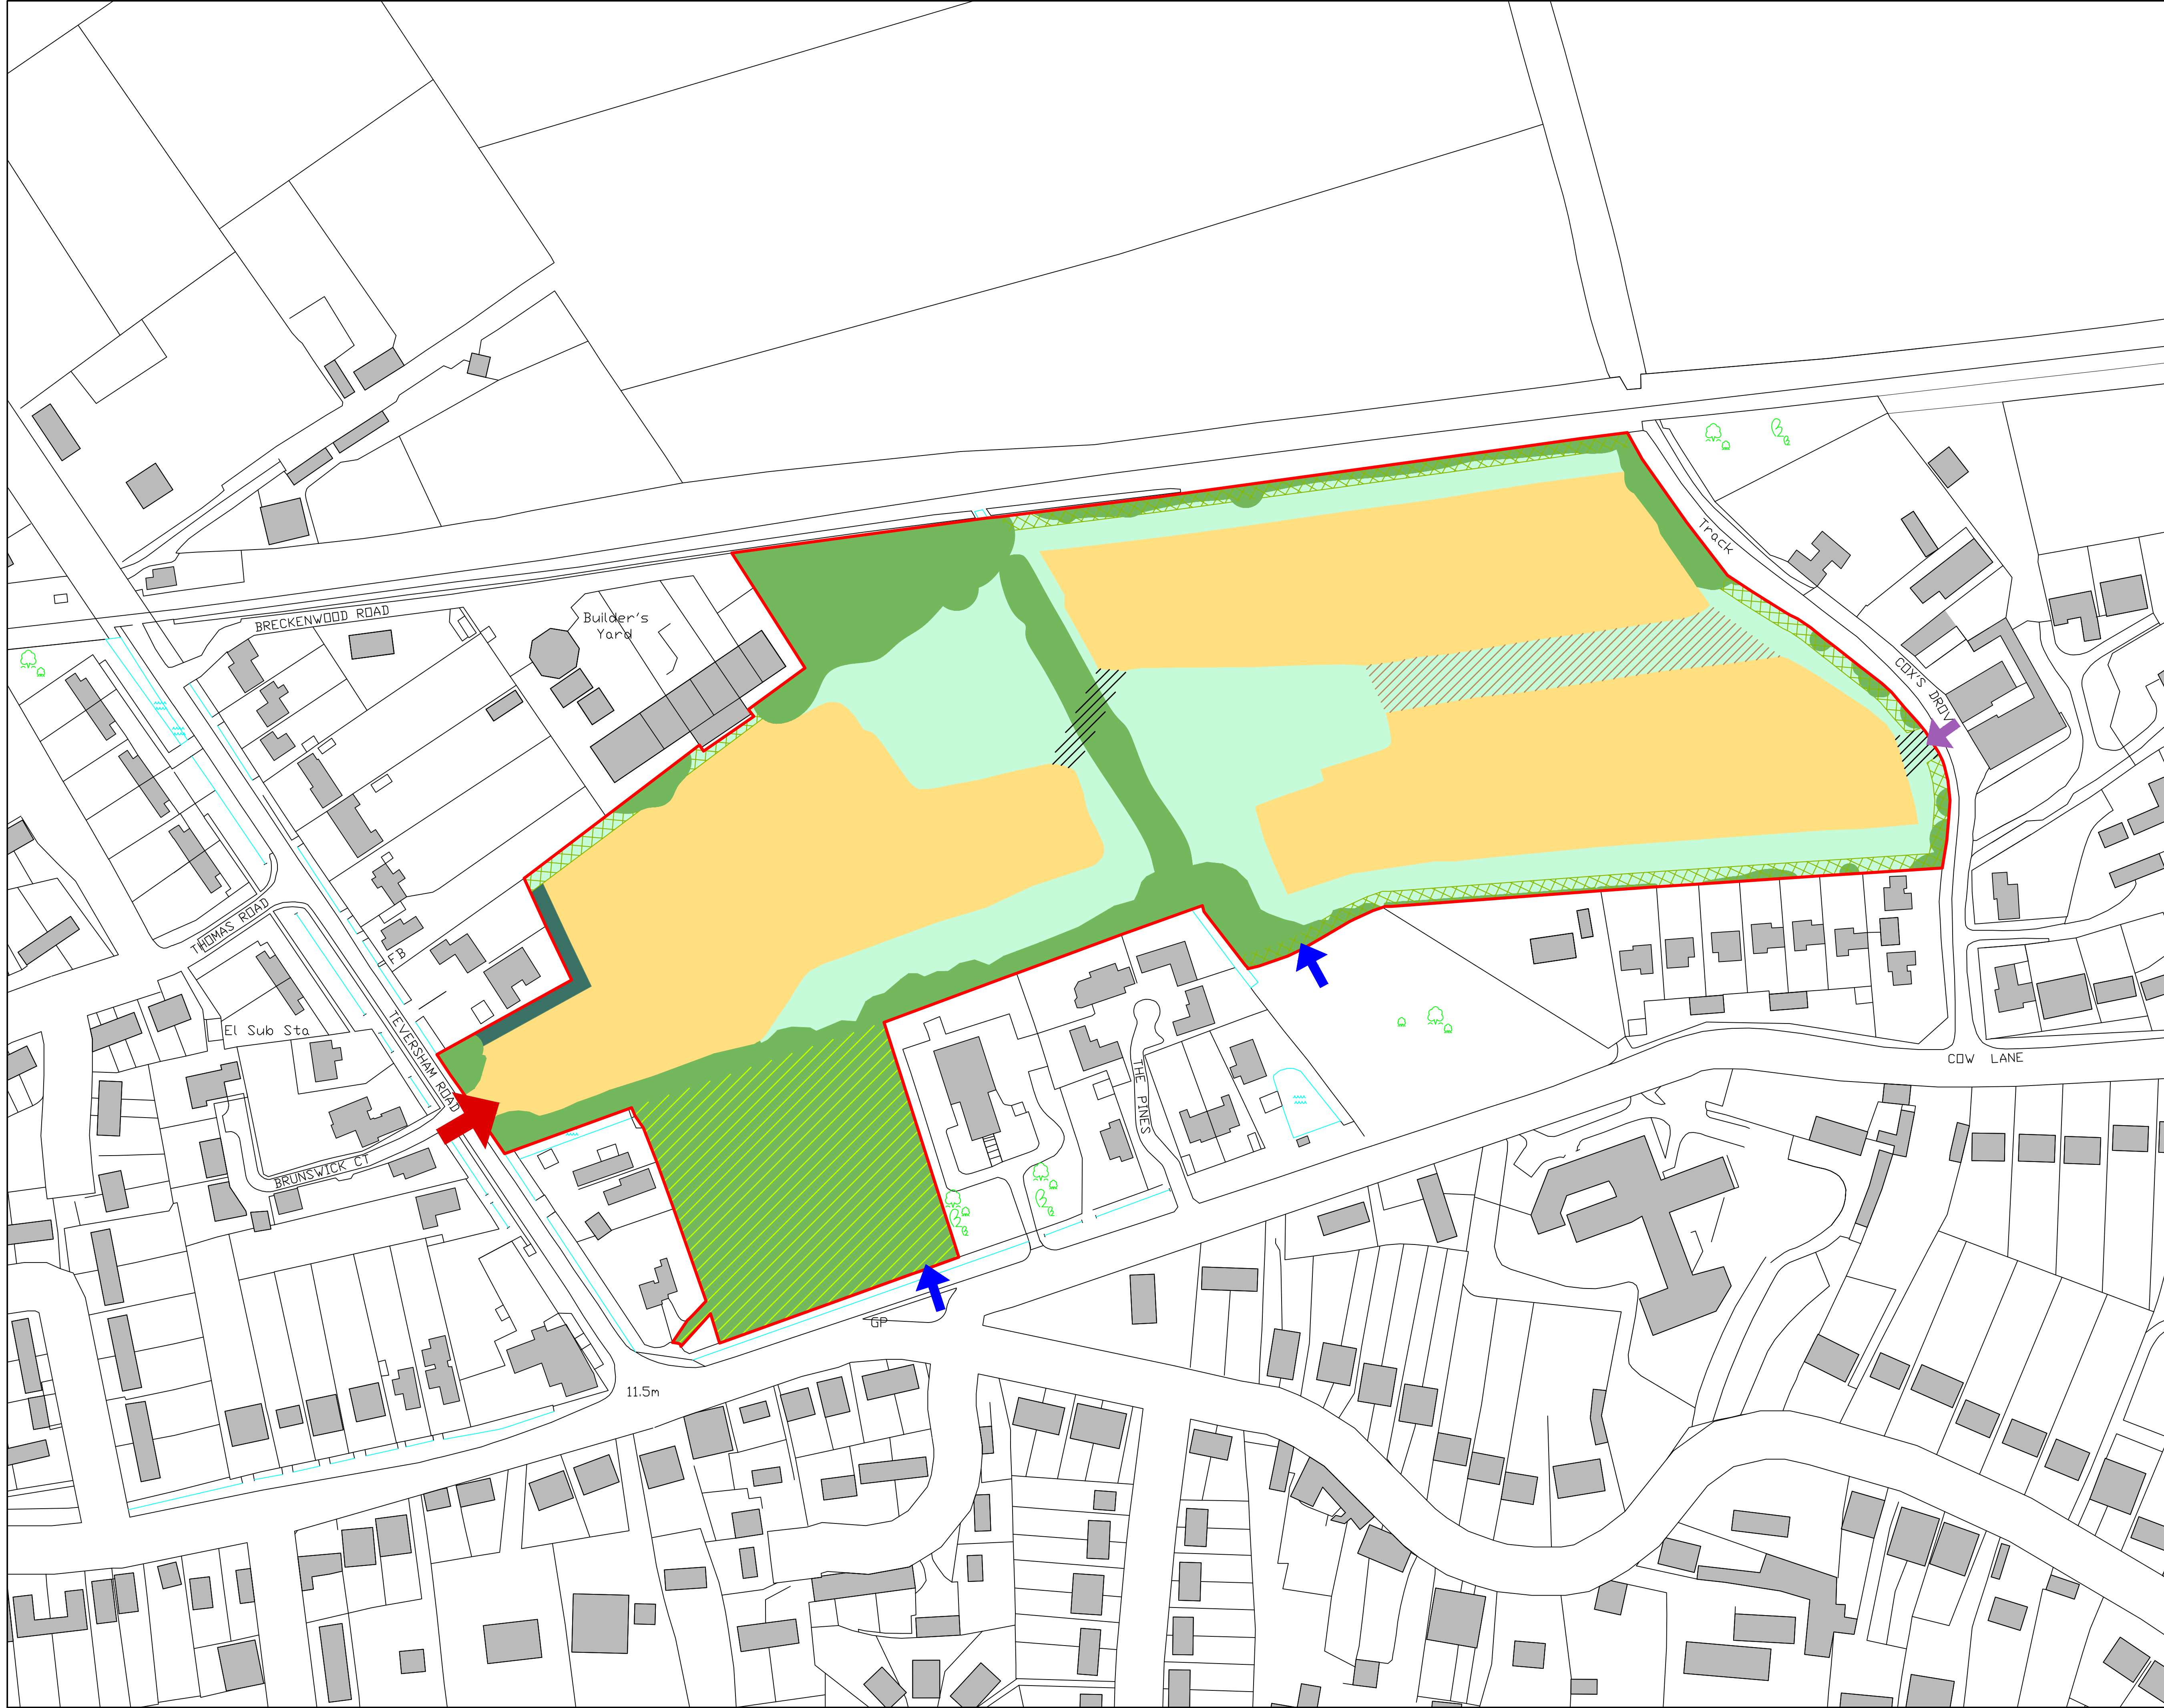 Track
BRECKENWOOD ROAD
Builder's
Yard
COX'S DROV
THOMAS ROAD
FB
El Sub Sta
TEVERSHAM ROAD
COW LANE
THE PINES
BRUNSWICK CT
GP
11.5m